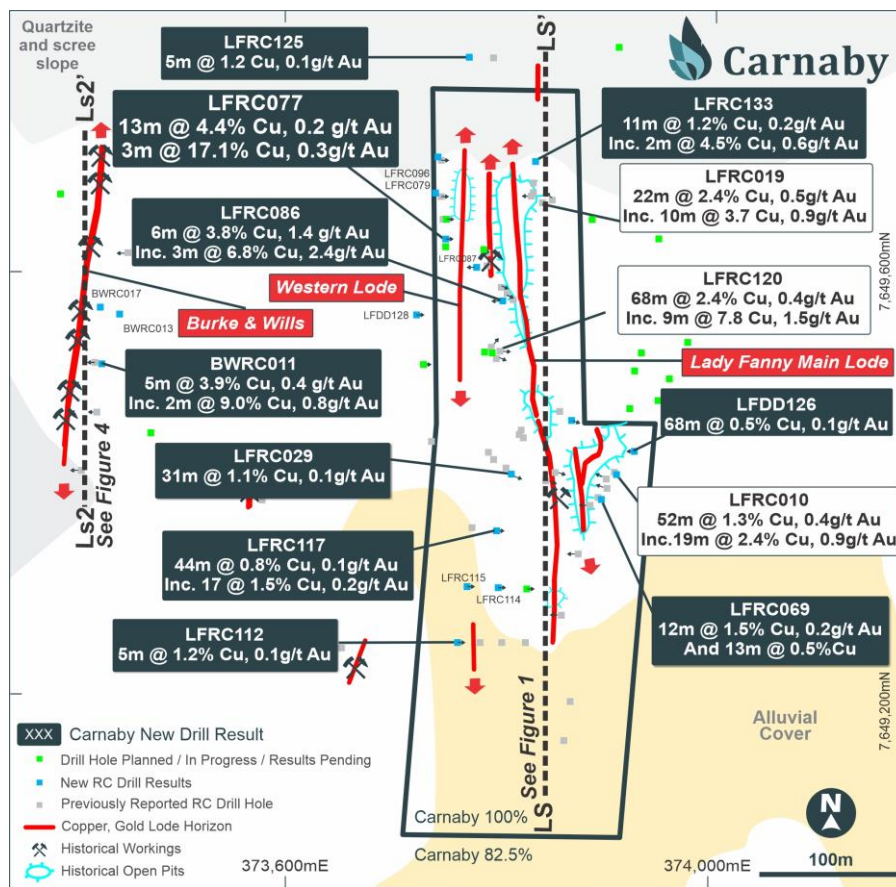 Quartzite
and scree
slope
Ls2'
LS'
LFRC125
5m @ 1.2 Cu, 0.1g/t Au
Carnaby
LFRC077
13m @ 4.4% Cu, 0.2 g/t Au
3m @ 17.1% Cu, 0.3g/t Au
LFRC133
11m @ 1.2% Cu, 0.2g/t Au
Inc. 2m @ 4.5% Cu, 0.6g/t Au
LFRC096
LFRC079
LFRC019
22m @ 2.4% Cu, 0.5g/t Au
Inc. 10m @ 3.7 Cu, 0.9g/t Au
LFRC086
6m @ 3.8% Cu, 1.4 g/t Au
Inc. 3m @ 6.8% Cu, 2.4g/t Au
LFRC087
7,649,600mN
Western Lode
LFRC120
68m @ 2.4% Cu, 0.4g/t Au
Inc. 9m @ 7.8 Cu, 1.5g/t Au
BWRC017
BWRC013
Burke & Wills
LFDD128
Lady Fanny Main Lode
BWRC011
5m @ 3.9% Cu, 0.4 g/t Au
Inc. 2m @ 9.0% Cu, 0.8g/t Au
LFDD126
68m @ 0.5% Cu, 0.1g/t Au
LFRC029
31m @ 1.1% Cu, 0.1g/t Au
See Figure 4
Ls2
LFRC010
52m @ 1.3% Cu, 0.4g/t Au
Inc.19m @ 2.4% Cu, 0.9g/t Au
LFRC117
44m @ 0.8% Cu, 0.1g/t Au
Inc. 17 @ 1.5% Cu, 0.2g/t Au
LFRC115
LFRC114
LFRC069
12m @ 1.5% Cu, 0.2g/t Au
And 13m @ 0.5%Cu
LFRC112
5m @ 1.2% Cu, 0.1g/t Au
7,649,200mN
See Figure 1
LS
Alluvial
Cover
XXX Carnaby New Drill Result
Drill Hole Planned / In Progress / Results Pending
New RC Drill Results
Previously Reported RC Drill Hole
Copper, Gold Lode Horizon
Historical Workings
Historical Open Pits
Carnaby 100%
Carnaby 82.5%
N
373,600mE
374,000mE
100m